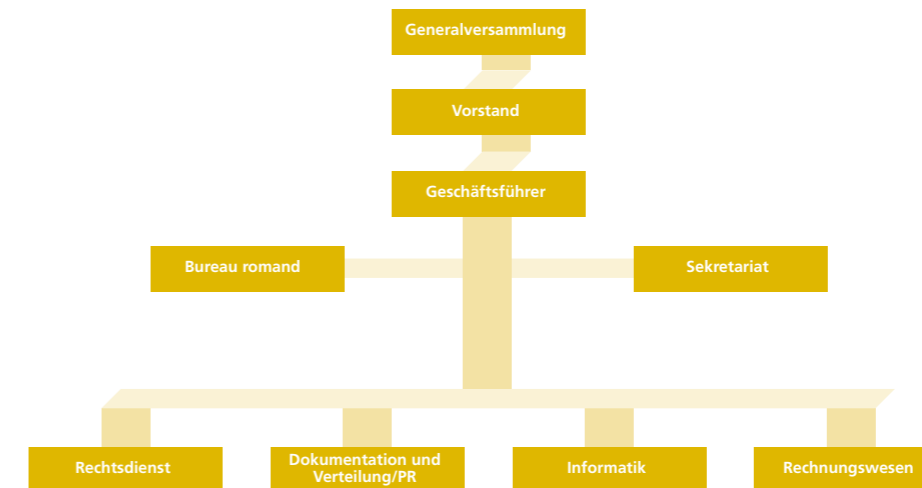 Generalversammlung
Vorstand
Geschäftsführer
Bureau romand
Sekretariat
Rechtsdienst
Dokumentation und
Verteilung/PR
Informatik
Rechnungswesen